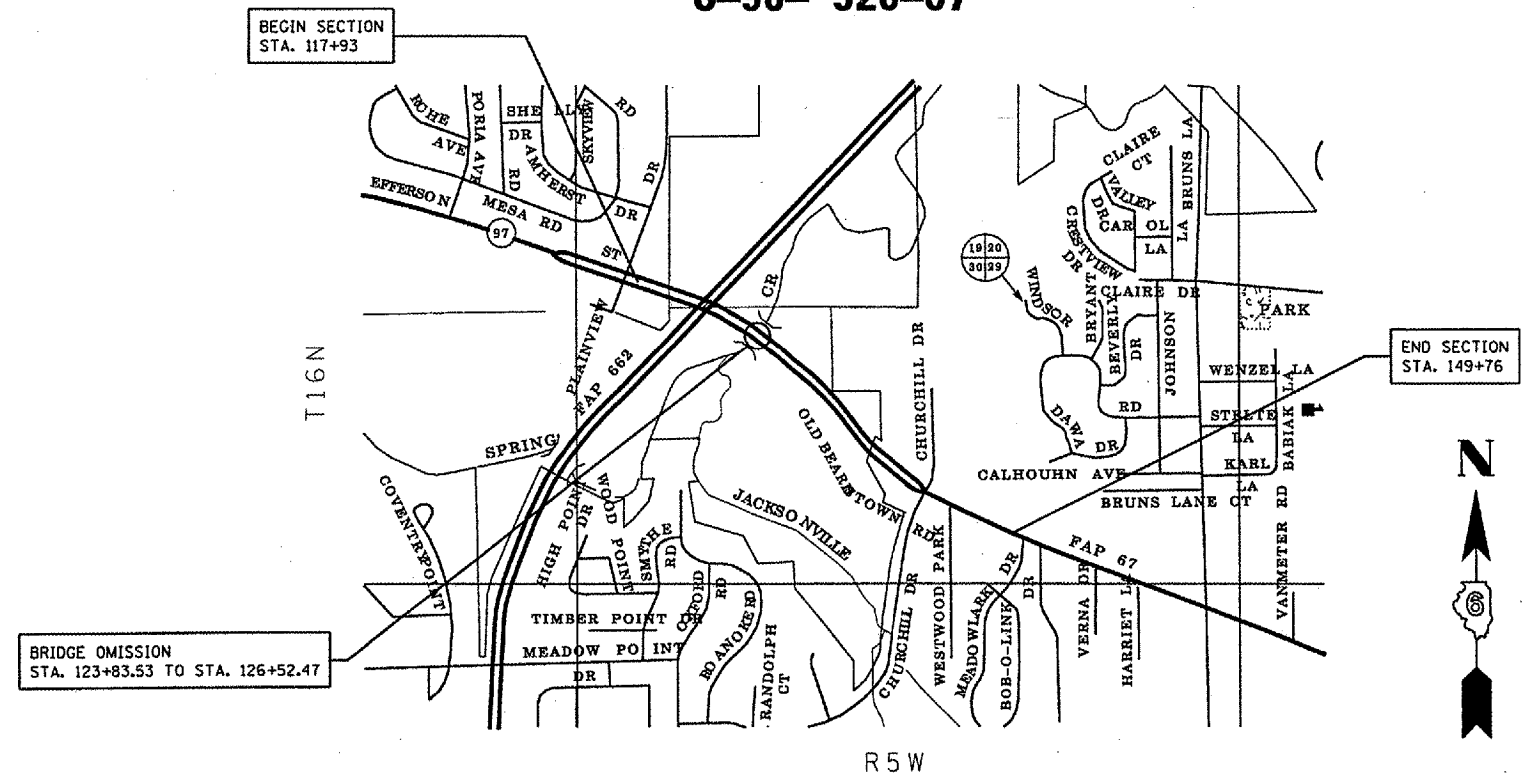 BEGIN SECTION
STA. 117+93
RCHE
AVE
PORIA AVE
SHE LLY
DR
RD
AMHERST
DR
SKYVIEW
RD
DR
EFFERSON
ST
MESA RD
97
PLAINVIEW
FAP 662
CR
SPRING
T16N
COVENTRY
POINT
HIGH POINT
DR
WOOD
POINT
SMYTHE
RD
OXFORD
RD
ROANOKE RD
TIMBER POINT DR
MEADOW POINT
DR
RANDOLPH
CT
JACKSONVILLE
OLD BEARDSTOWN
RD
CHURCHILL DR
CHURCHILL DR
WESTWOOD PARK
MEADOWLARK
DR
BOB-O-LINK
DR
VERNA DR
HARRIET LA
FAP 67
VANMETER RD
19 20
30 29
WINDSOR
CLAIRE
CT
VALLEY
DR
CAR OL
LA
CRESTVIEW
DR
LA BRUNS LA
CLAIRE DR
BRYANT
BEVERLY
DR
JOHNSON
PARK
WENZEL LA
RD
STELTE
LA
KARL
LA
BABIAK LA
DAWA
DR
CALHOUHN AVE
BRUNS LANE CT
END SECTION
STA. 149+76
BRIDGE OMISSION
STA. 123+83.53 TO STA. 126+52.47
R5W
N
6